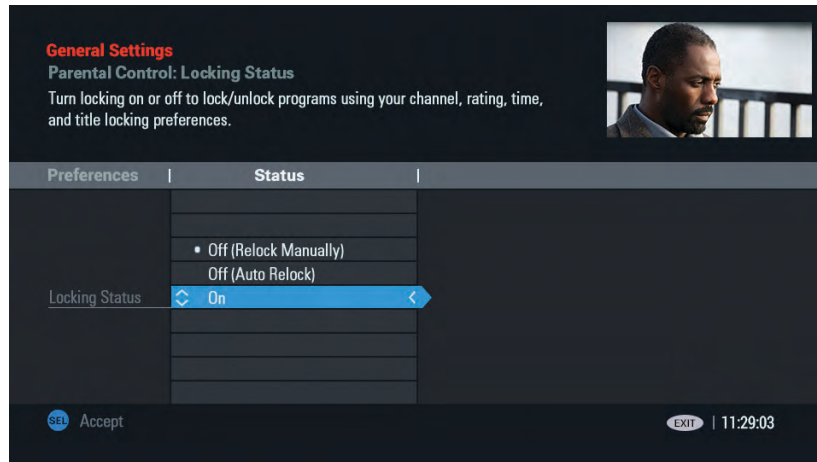 General Settings
Parental Control: Locking Status
Turn locking on or off to lock/unlock programs using your channel, rating, time,
and title locking preferences.
Preferences | Status |
• Off (Relock Manually)
Off (Auto Relock)
Locking Status On
SEL Accept EXIT | 11:29:03